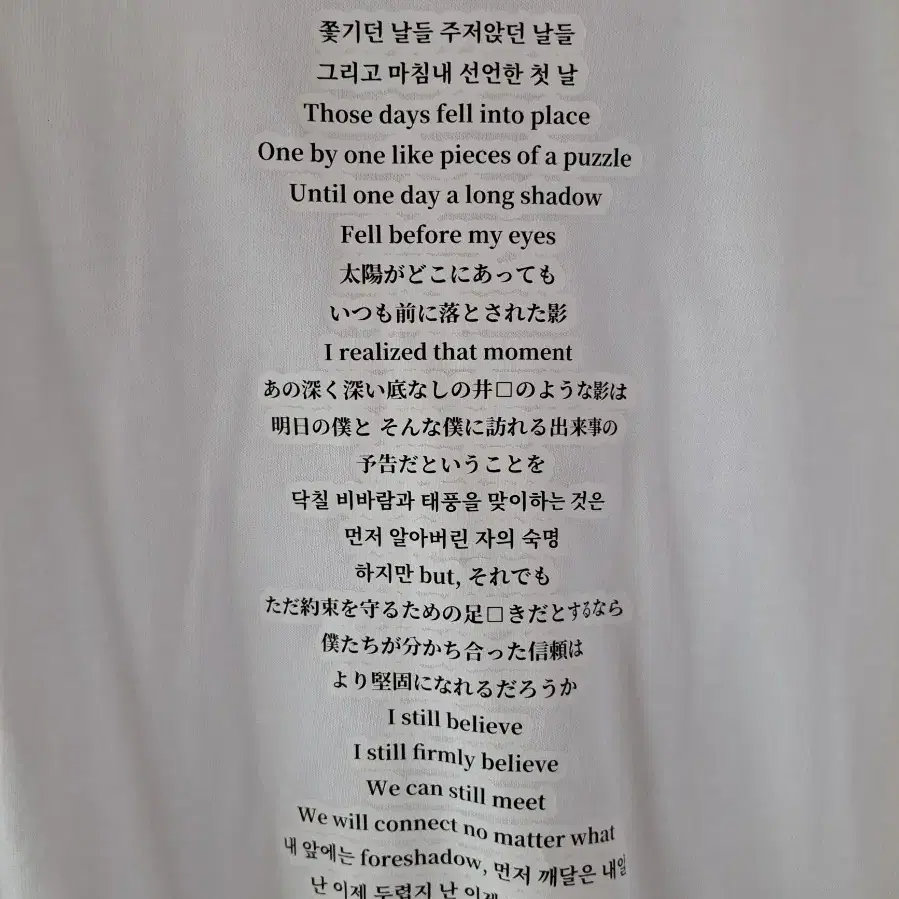 쫓기던 날들 주저앉던 날들
그리고 마침내 선언한 첫 날
Those days fell into place
One by one like pieces of a puzzle
Until one day a long shadow
Fell before my eyes
太陽がどこにあっても
いつも前に落とされた影
I realized that moment
あの深く深い底なしの井□のような影は
明日の僕と そんな僕に訪れる出来事の
予告だということを
닥칠 비바람과 태풍을 맞이하는 것은
먼저 알아버린 자의 숙명
하지만 but, それでも
ただ約束を守るための足□きだとするなら
僕たちが分かち合った信頼は
より堅固になれるだろうか
I still believe
I still firmly believe
We can still meet
We will connect no matter what
내 앞에는 foreshadow, 먼저 깨달은 내일
난 이제 두렵지 난 이제